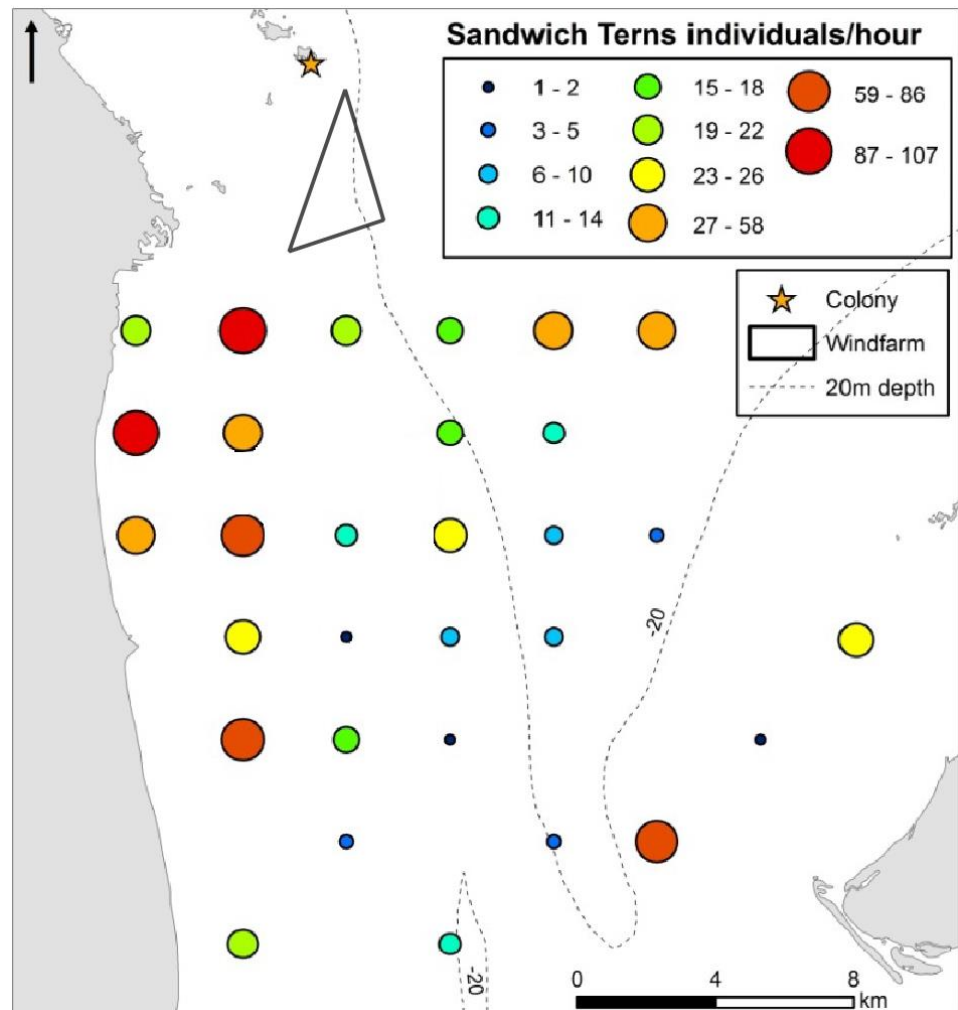 Sandwich Terns individuals/hour
1 - 2
3 - 5
6 - 10
11 - 14
15 - 18
19 - 22
23 - 26
27 - 58
59 - 86
87 - 107
Colony
Windfarm
20m depth
-20
-20
0 4 8
km